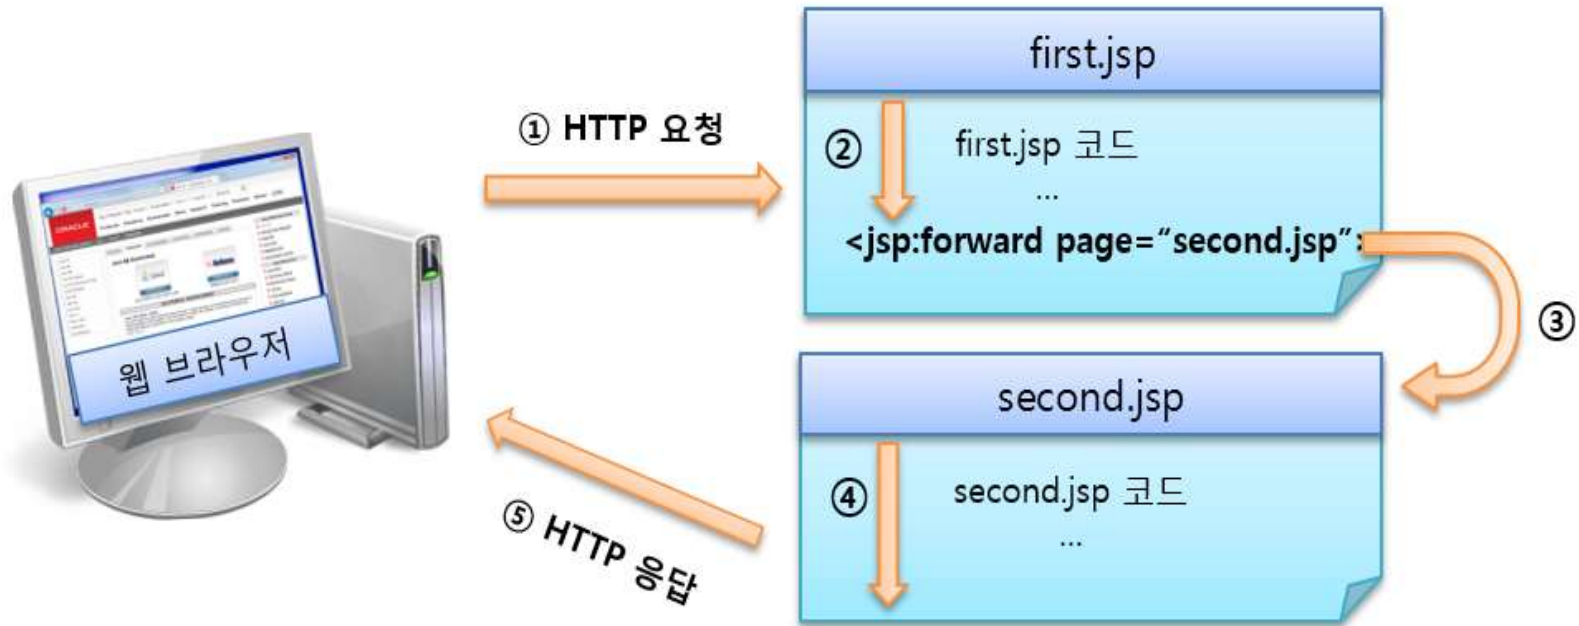 first.jsp
① HTTP 요청
② first.jsp 코드
...
<jsp:forward page=“second.jsp”>
③
ORACLE
웹 브라우저
second.jsp
④ second.jsp 코드
...
⑤ HTTP 응답